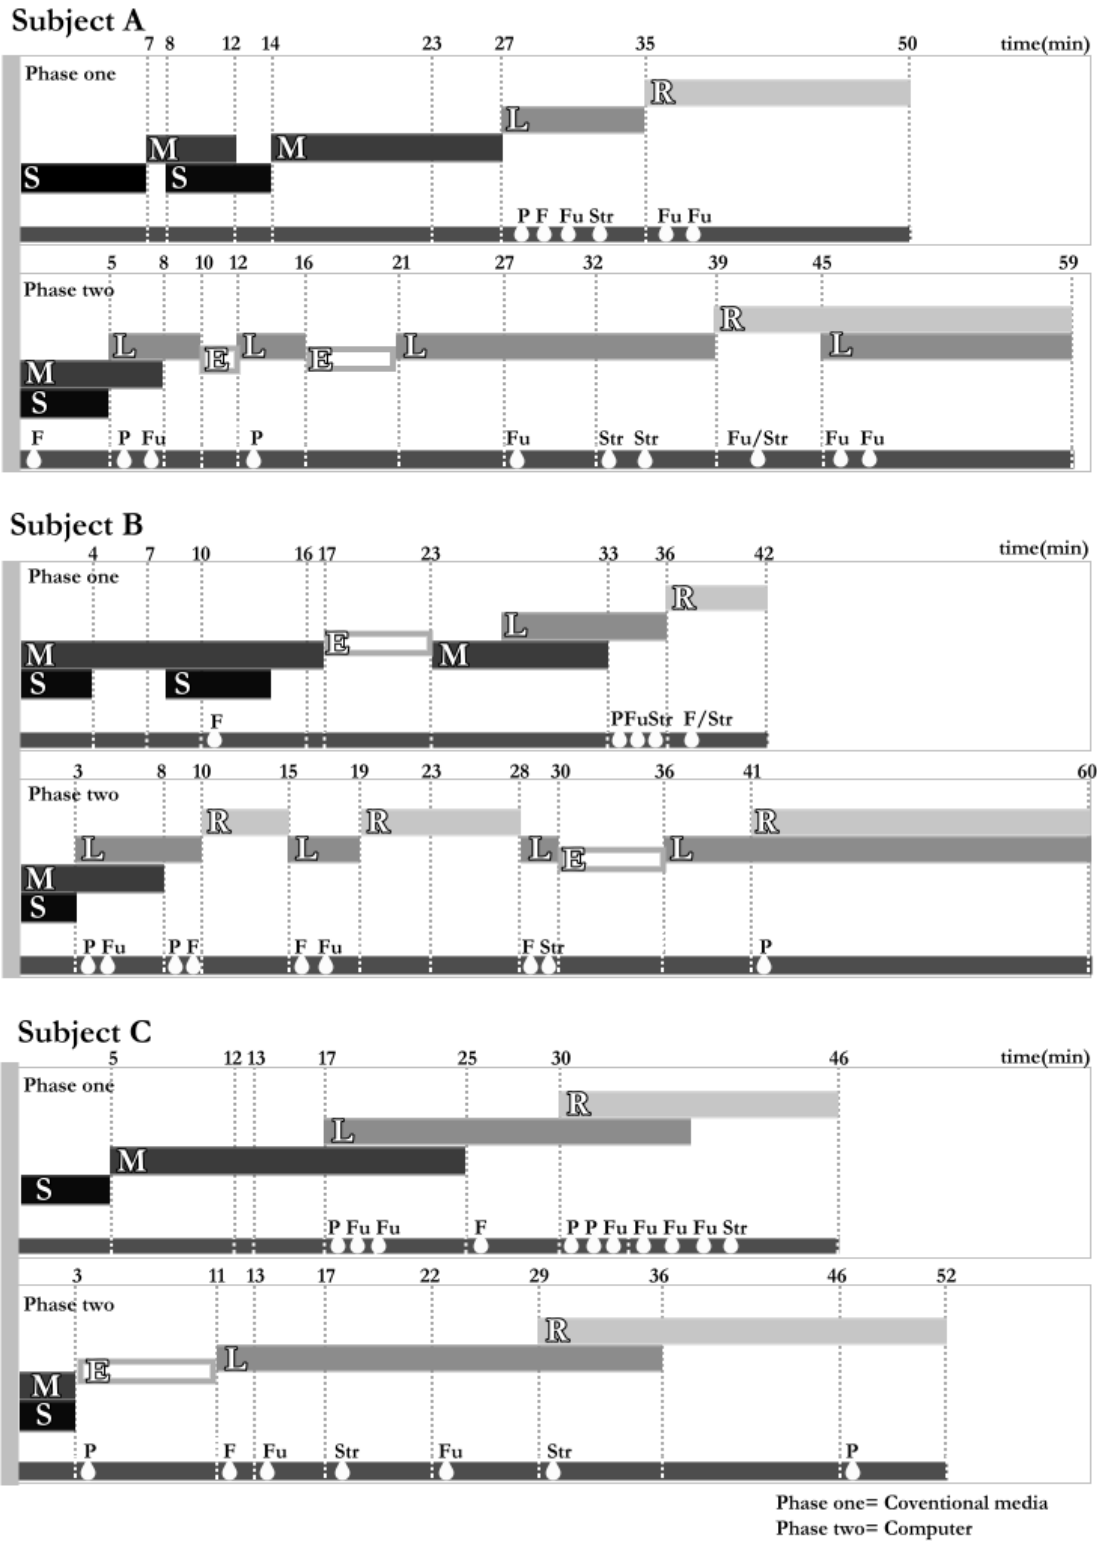 Subject A
7 8 12 14 23 27 35 50 time(min)
Phase one
R
L
M M
S S
P F Fu Str Fu Fu
5 8 10 12 16 21 27 32 39 45 59
Phase two
R
L E L E L L
M
S
F P Fu P Fu Str Str Fu/Str Fu Fu
Subject B
4 7 10 16 17 23 33 36 42 time(min)
Phase one
R
L
M E M
S S
F PFuStr F/Str
3 8 10 15 19 23 28 30 36 41 60
Phase two
R R R
L L L E L
M
S
P Fu P F F Fu F Str P
Subject C
5 12 13 17 25 30 46 time(min)
Phase one
R
L
M
S
P Fu Fu F P P Fu Fu Fu Fu Str
3 11 13 17 22 29 36 46 52
Phase two
R
E L
M
S
P F Fu Str Fu Str P
Phase one= Coventional media
Phase two= Computer